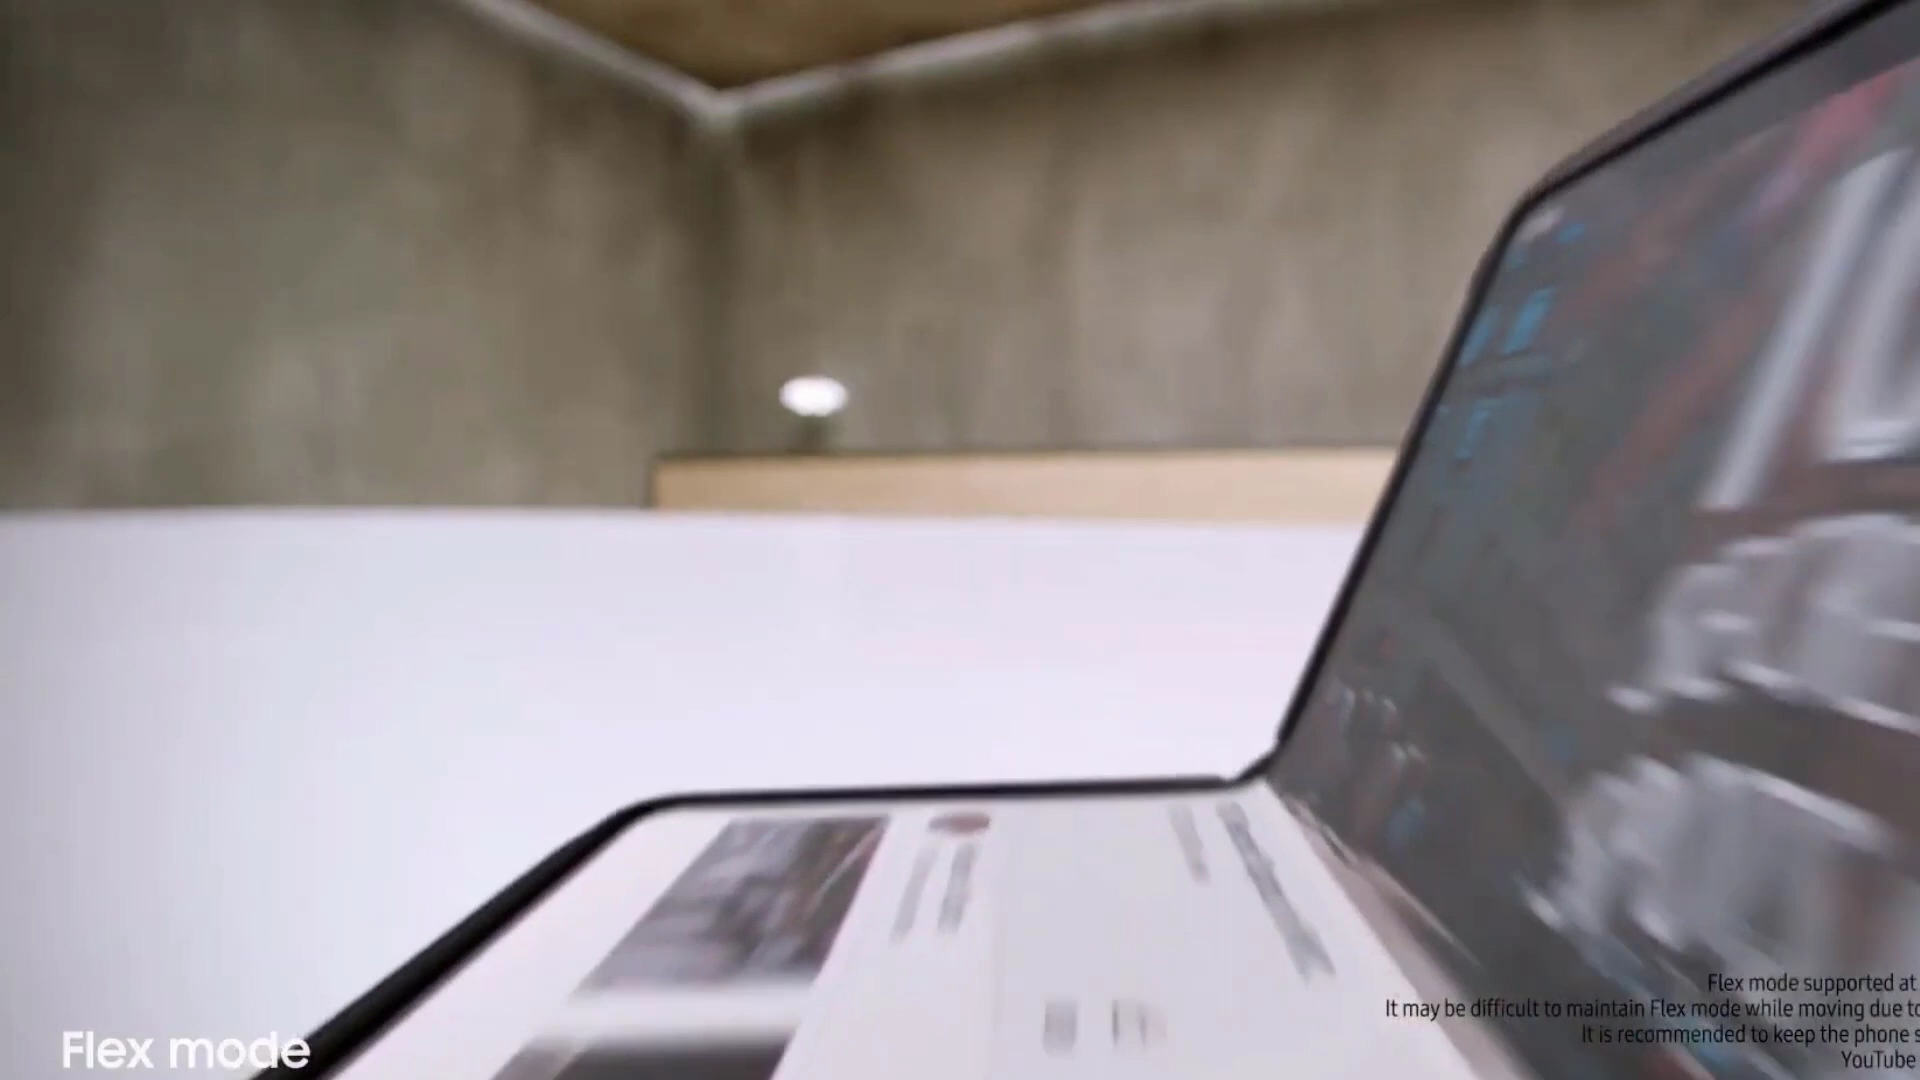 Flex mode supported at
It may be difficult to maintain Flex mode while moving due to
It is recommended to keep the phone s
YouTube
Flex mode